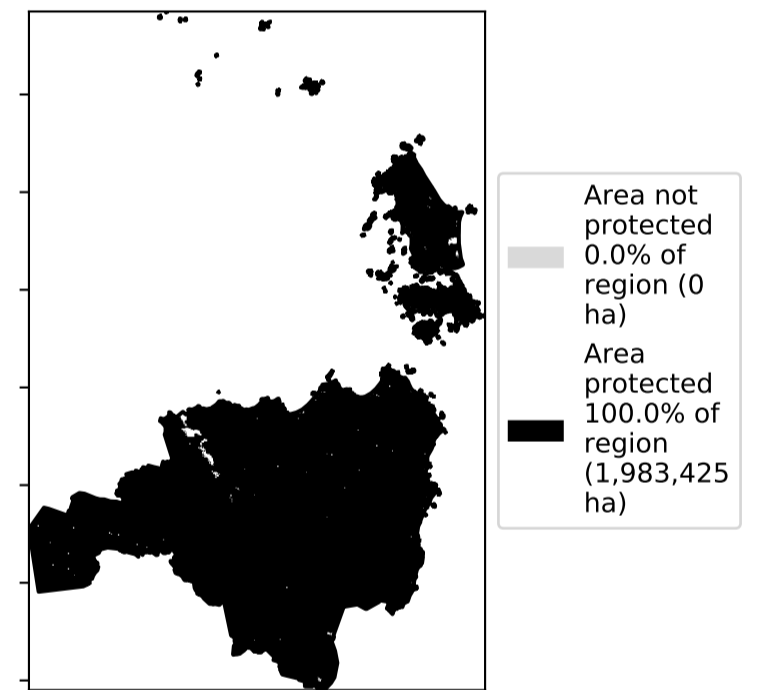 Area not
protected
0.0% of
region (0
ha)
Area
protected
100.0% of
region
(1,983,425
ha)